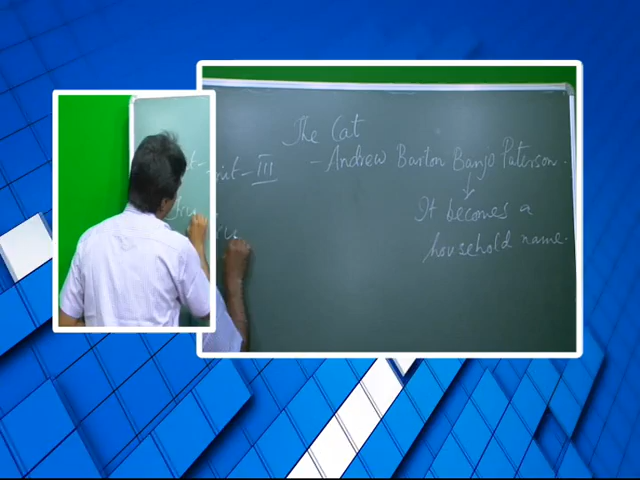 The Cat
- Andrew Barton Banjo Paterson.
III
It becomes a
household name.